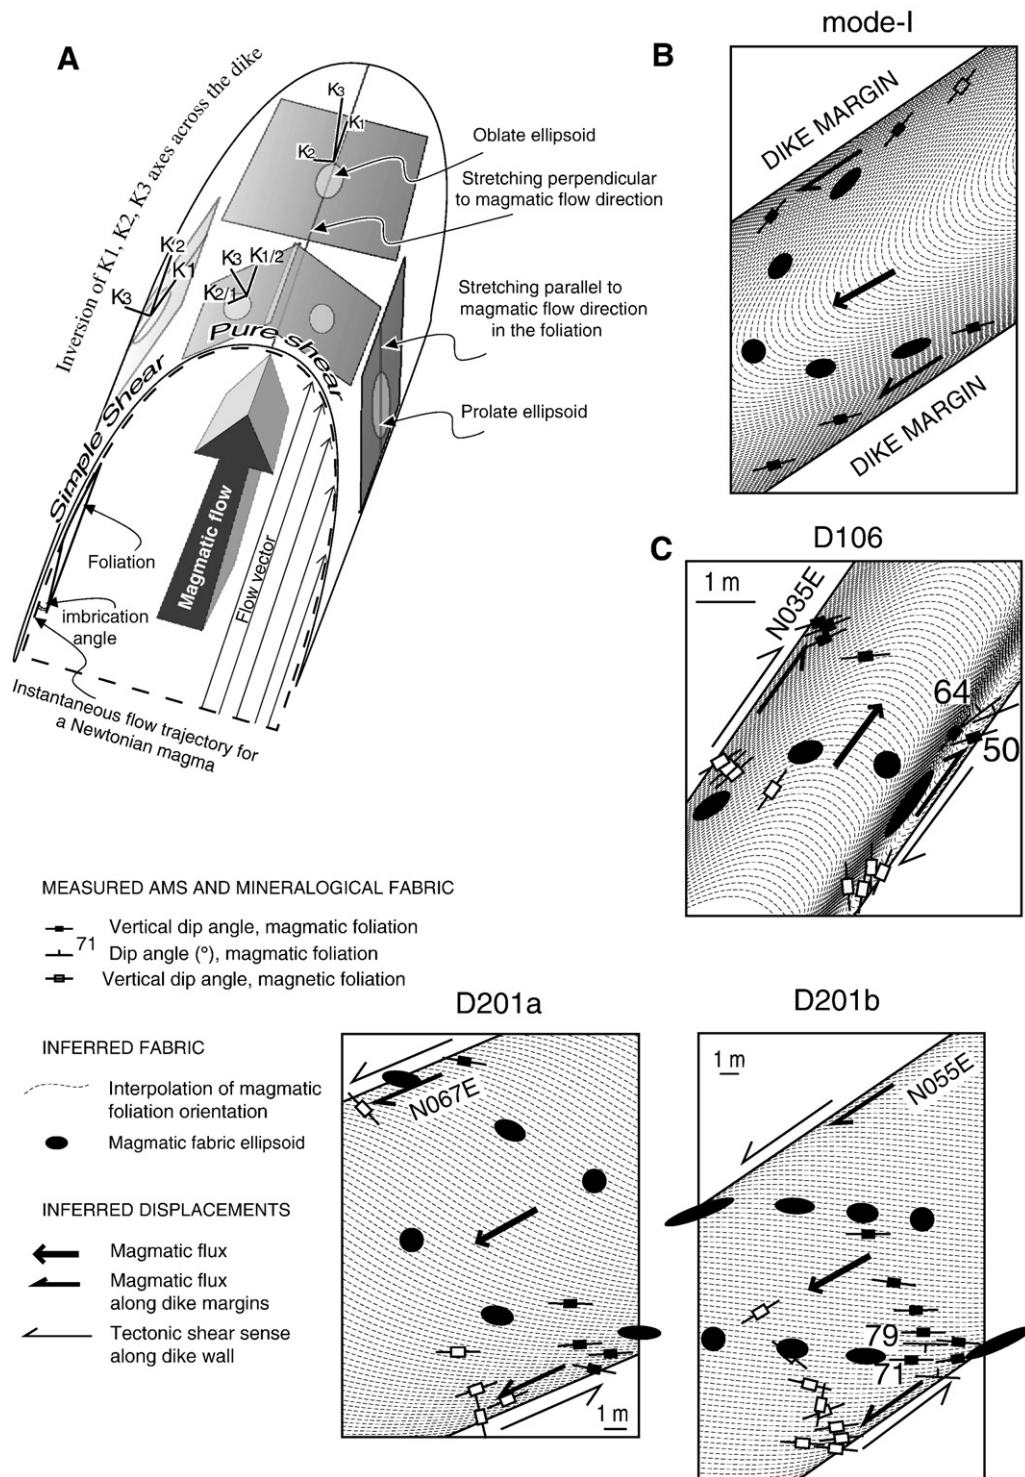 A
Inversion of K1, K2, K3 axes across the dike
K3
K1
K2
Oblate ellipsoid
Stretching perpendicular
to magmatic flow direction
K2
K1
K3
K3
K1/2
K2/1
Stretching parallel to
magmatic flow direction
in the foliation
Pure shear
Simple Shear
Prolate ellipsoid
Magmatic flow
Flow vector
Foliation
imbrication
angle
Instantaneous flow trajectory for
a Newtonian magma
mode-I
B
DIKE MARGIN
DIKE MARGIN
C
D106
1 m
N035E
64
50
MEASURED AMS AND MINERALOGICAL FABRIC
Vertical dip angle, magmatic foliation
71
Dip angle (°), magmatic foliation
Vertical dip angle, magnetic foliation
INFERRED FABRIC
Interpolation of magmatic
foliation orientation
Magmatic fabric ellipsoid
INFERRED DISPLACEMENTS
Magmatic flux
Magmatic flux
along dike margins
Tectonic shear sense
along dike wall
D201a
N067E
1 m
D201b
1 m
N055E
79
71